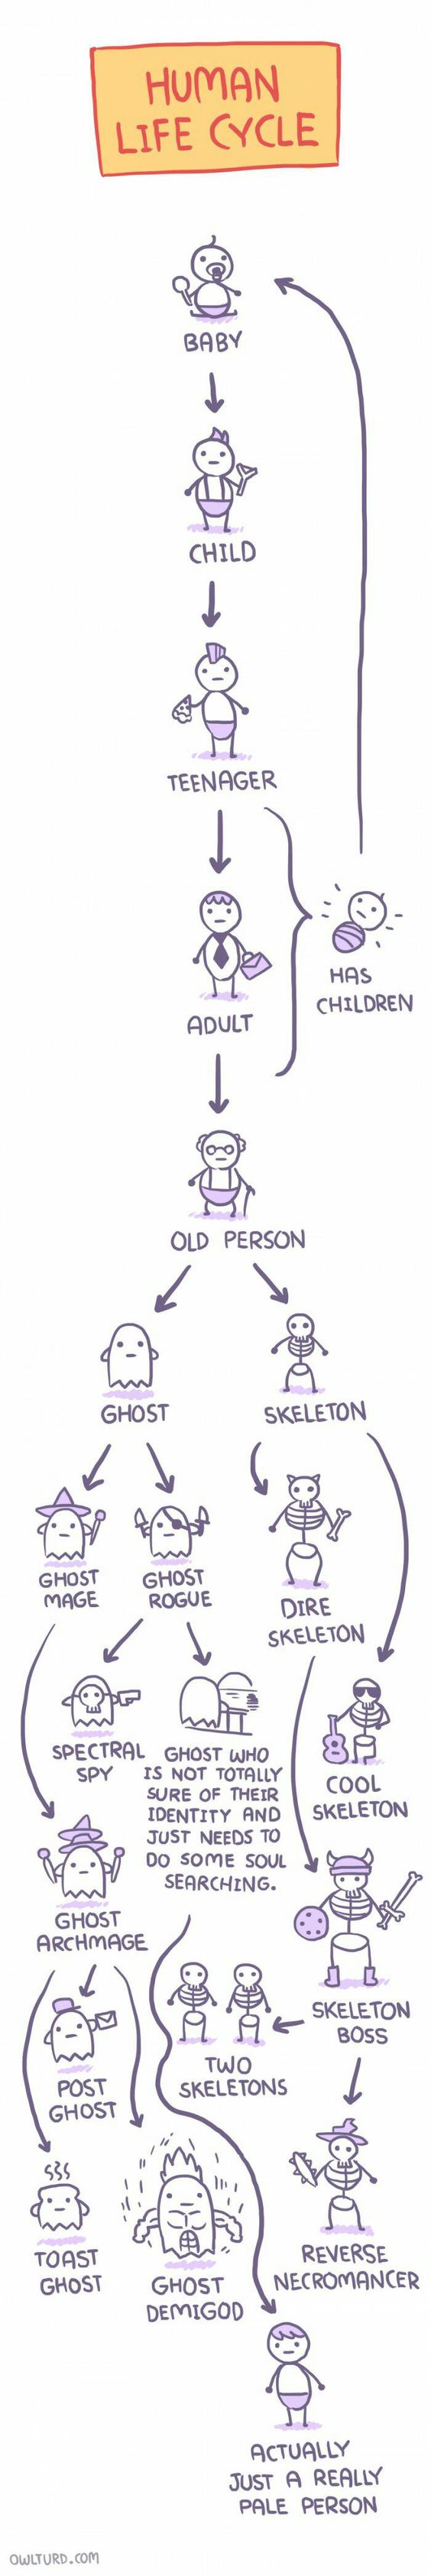 HUMAN
LIFE CYCLE
BABY
CHILD
TEENAGER
HAS
CHILDREN
ADULT
OLD PERSON
GHOST
SKELETON
GHOST
MAGE
GHOST
ROGUE
DIRE
SKELETON
SPECTRAL
SPY
GHOST WHO
IS NOT TOTALLY
SURE OF THEIR
IDENTITY AND
JUST NEEDS TO
DO SOME SOUL
SEARCHING.
COOL
SKELETON
GHOST
ARCHMAGE
SKELETON
BOSS
TWO
SKELETONS
POST
GHOST
TOAST
GHOST
GHOST
DEMIGOD
REVERSE
NECROMANCER
ACTUALLY
JUST A REALLY
PALE PERSON
OWLTURD.COM